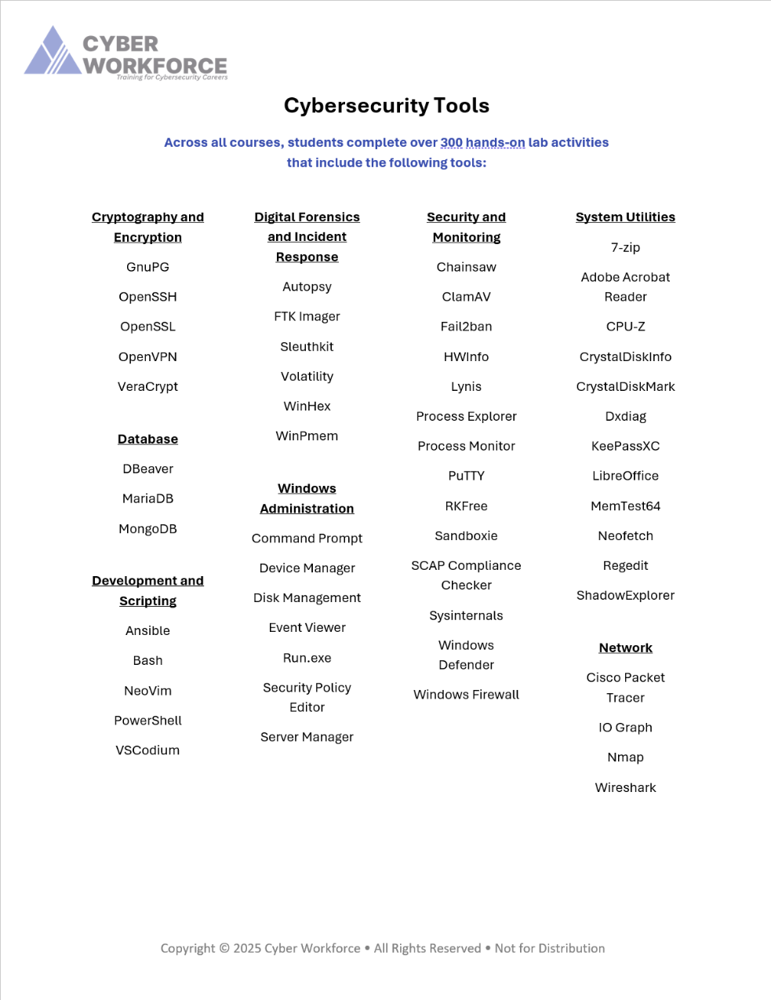 CYBER
WORKFORCE
Training for Cybersecurity Careers
Cybersecurity Tools
Across all courses, students complete over 300 hands-on lab activities
that include the following tools:
Cryptography and
Encryption
GnuPG
OpenSSH
OpenSSL
OpenVPN
VeraCrypt
Database
DBeaver
MariaDB
MongoDB
Development and
Scripting
Ansible
Bash
NeoVim
PowerShell
VSCodium
Digital Forensics
and Incident
Response
Autopsy
FTK Imager
Sleuthkit
Volatility
WinHex
WinPmem
Windows
Administration
Command Prompt
Device Manager
Disk Management
Event Viewer
Run.exe
Security Policy
Editor
Server Manager
Security and
Monitoring
Chainsaw
ClamAV
Fail2ban
HWInfo
Lynis
Process Explorer
Process Monitor
PuTTY
RKFree
Sandboxie
SCAP Compliance
Checker
Sysinternals
Windows
Defender
Windows Firewall
System Utilities
7-zip
Adobe Acrobat
Reader
CPU-Z
CrystalDiskInfo
CrystalDiskMark
Dxdiag
KeePassXC
LibreOffice
MemTest64
Neofetch
Regedit
ShadowExplorer
Network
Cisco Packet
Tracer
IO Graph
Nmap
Wireshark
Copyright © 2025 Cyber Workforce • All Rights Reserved • Not for Distribution